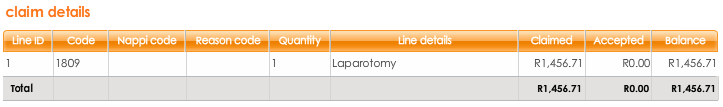 claim details
Line ID Code Nappi code Reason code Quantity Line details Claimed Accepted Balance
1 1809 1 Laparotomy R1,456.71 R0.00 R1,456.71
Total R1,456.71 R0.00 R1,456.71